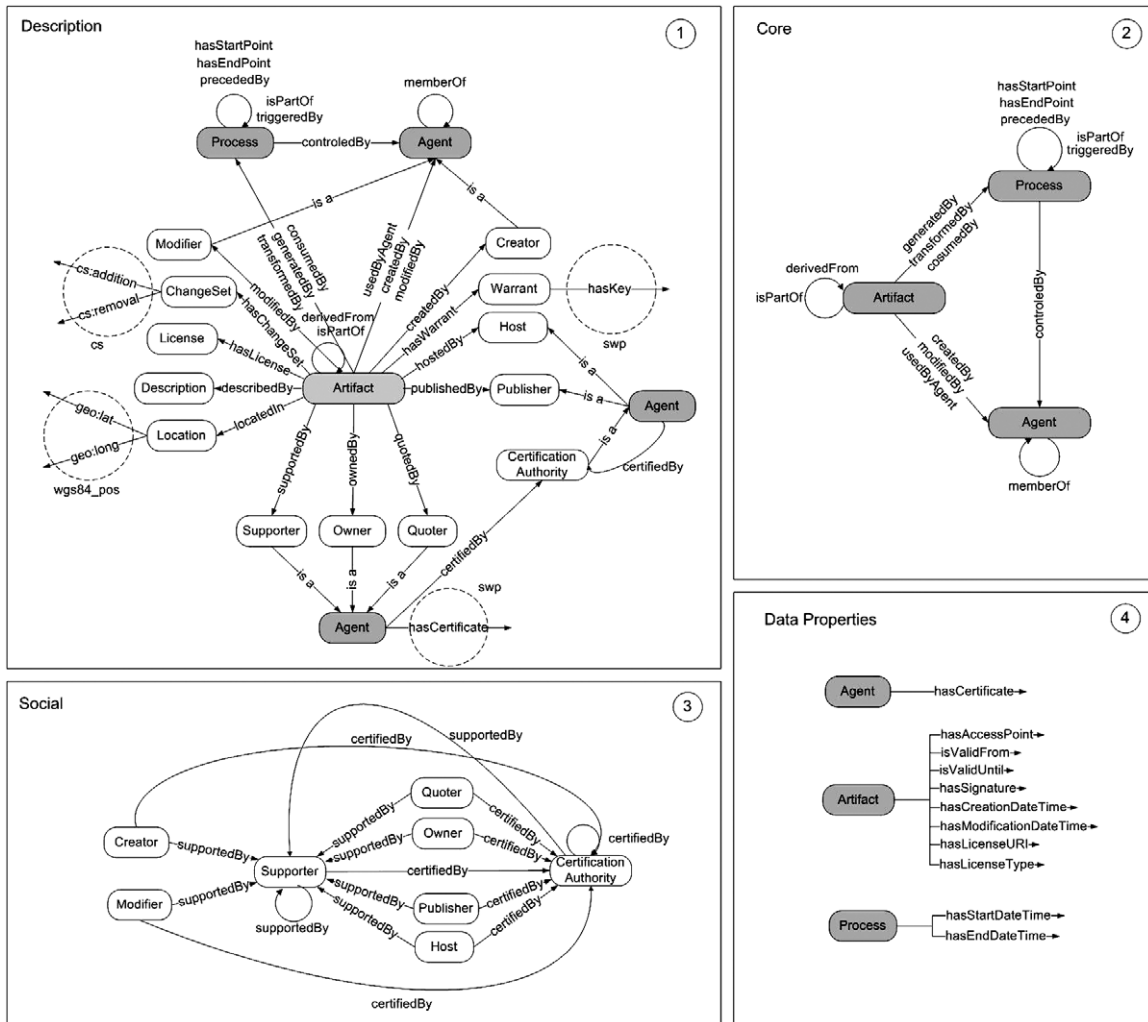 Description
1
hasStartPoint
hasEndPoint
precededBy
isPartOf
triggeredBy
memberOf
Process
controledBy
Agent
is a
is a
Modifier
consumedBy
generatedBy
transformedBy
usedByAgent
createdBy
modifiedBy
Creator
cs:addition
cs:removal
cs
ChangeSet
modifiedBy
hasChangeSet
derivedFrom
isPartOf
createdBy
hasWarrant
Warrant
hasKey
swp
License
hasLicense
hostedBy
Host
is a
Description
describedBy
Artifact
publishedBy
Publisher
is a
Agent
geo:lat
geo:long
wgs84_pos
Location
locatedIn
supportedBy
ownedBy
quotedBy
is a
Certification
Authority
certifiedBy
Supporter
Owner
Quoter
certifiedBy
is a
is a
is a
swp
Agent
hasCertificate
Core
2
hasStartPoint
hasEndPoint
precededBy
isPartOf
triggeredBy
Process
generatedBy
transformedBy
cosumedBy
derivedFrom
isPartOf
Artifact
controledBy
createdBy
modifiedBy
usedByAgent
Agent
memberOf
Social
3
certifiedBy
supportedBy
Quoter
supportedBy
certifiedBy
Creator
supportedBy
Owner
supportedBy
certifiedBy
certifiedBy
Supporter
certifiedBy
Certification
Authority
Modifier
supportedBy
supportedBy
Publisher
certifiedBy
supportedBy
supportedBy
Host
certifiedBy
certifiedBy
Data Properties
4
Agent
hasCertificate
hasAccessPoint
isValidFrom
isValidUntil
hasSignature
Artifact
hasCreationDateTime
hasModificationDateTime
hasLicenseURI
hasLicenseType
Process
hasStartDateTime
hasEndDateTime